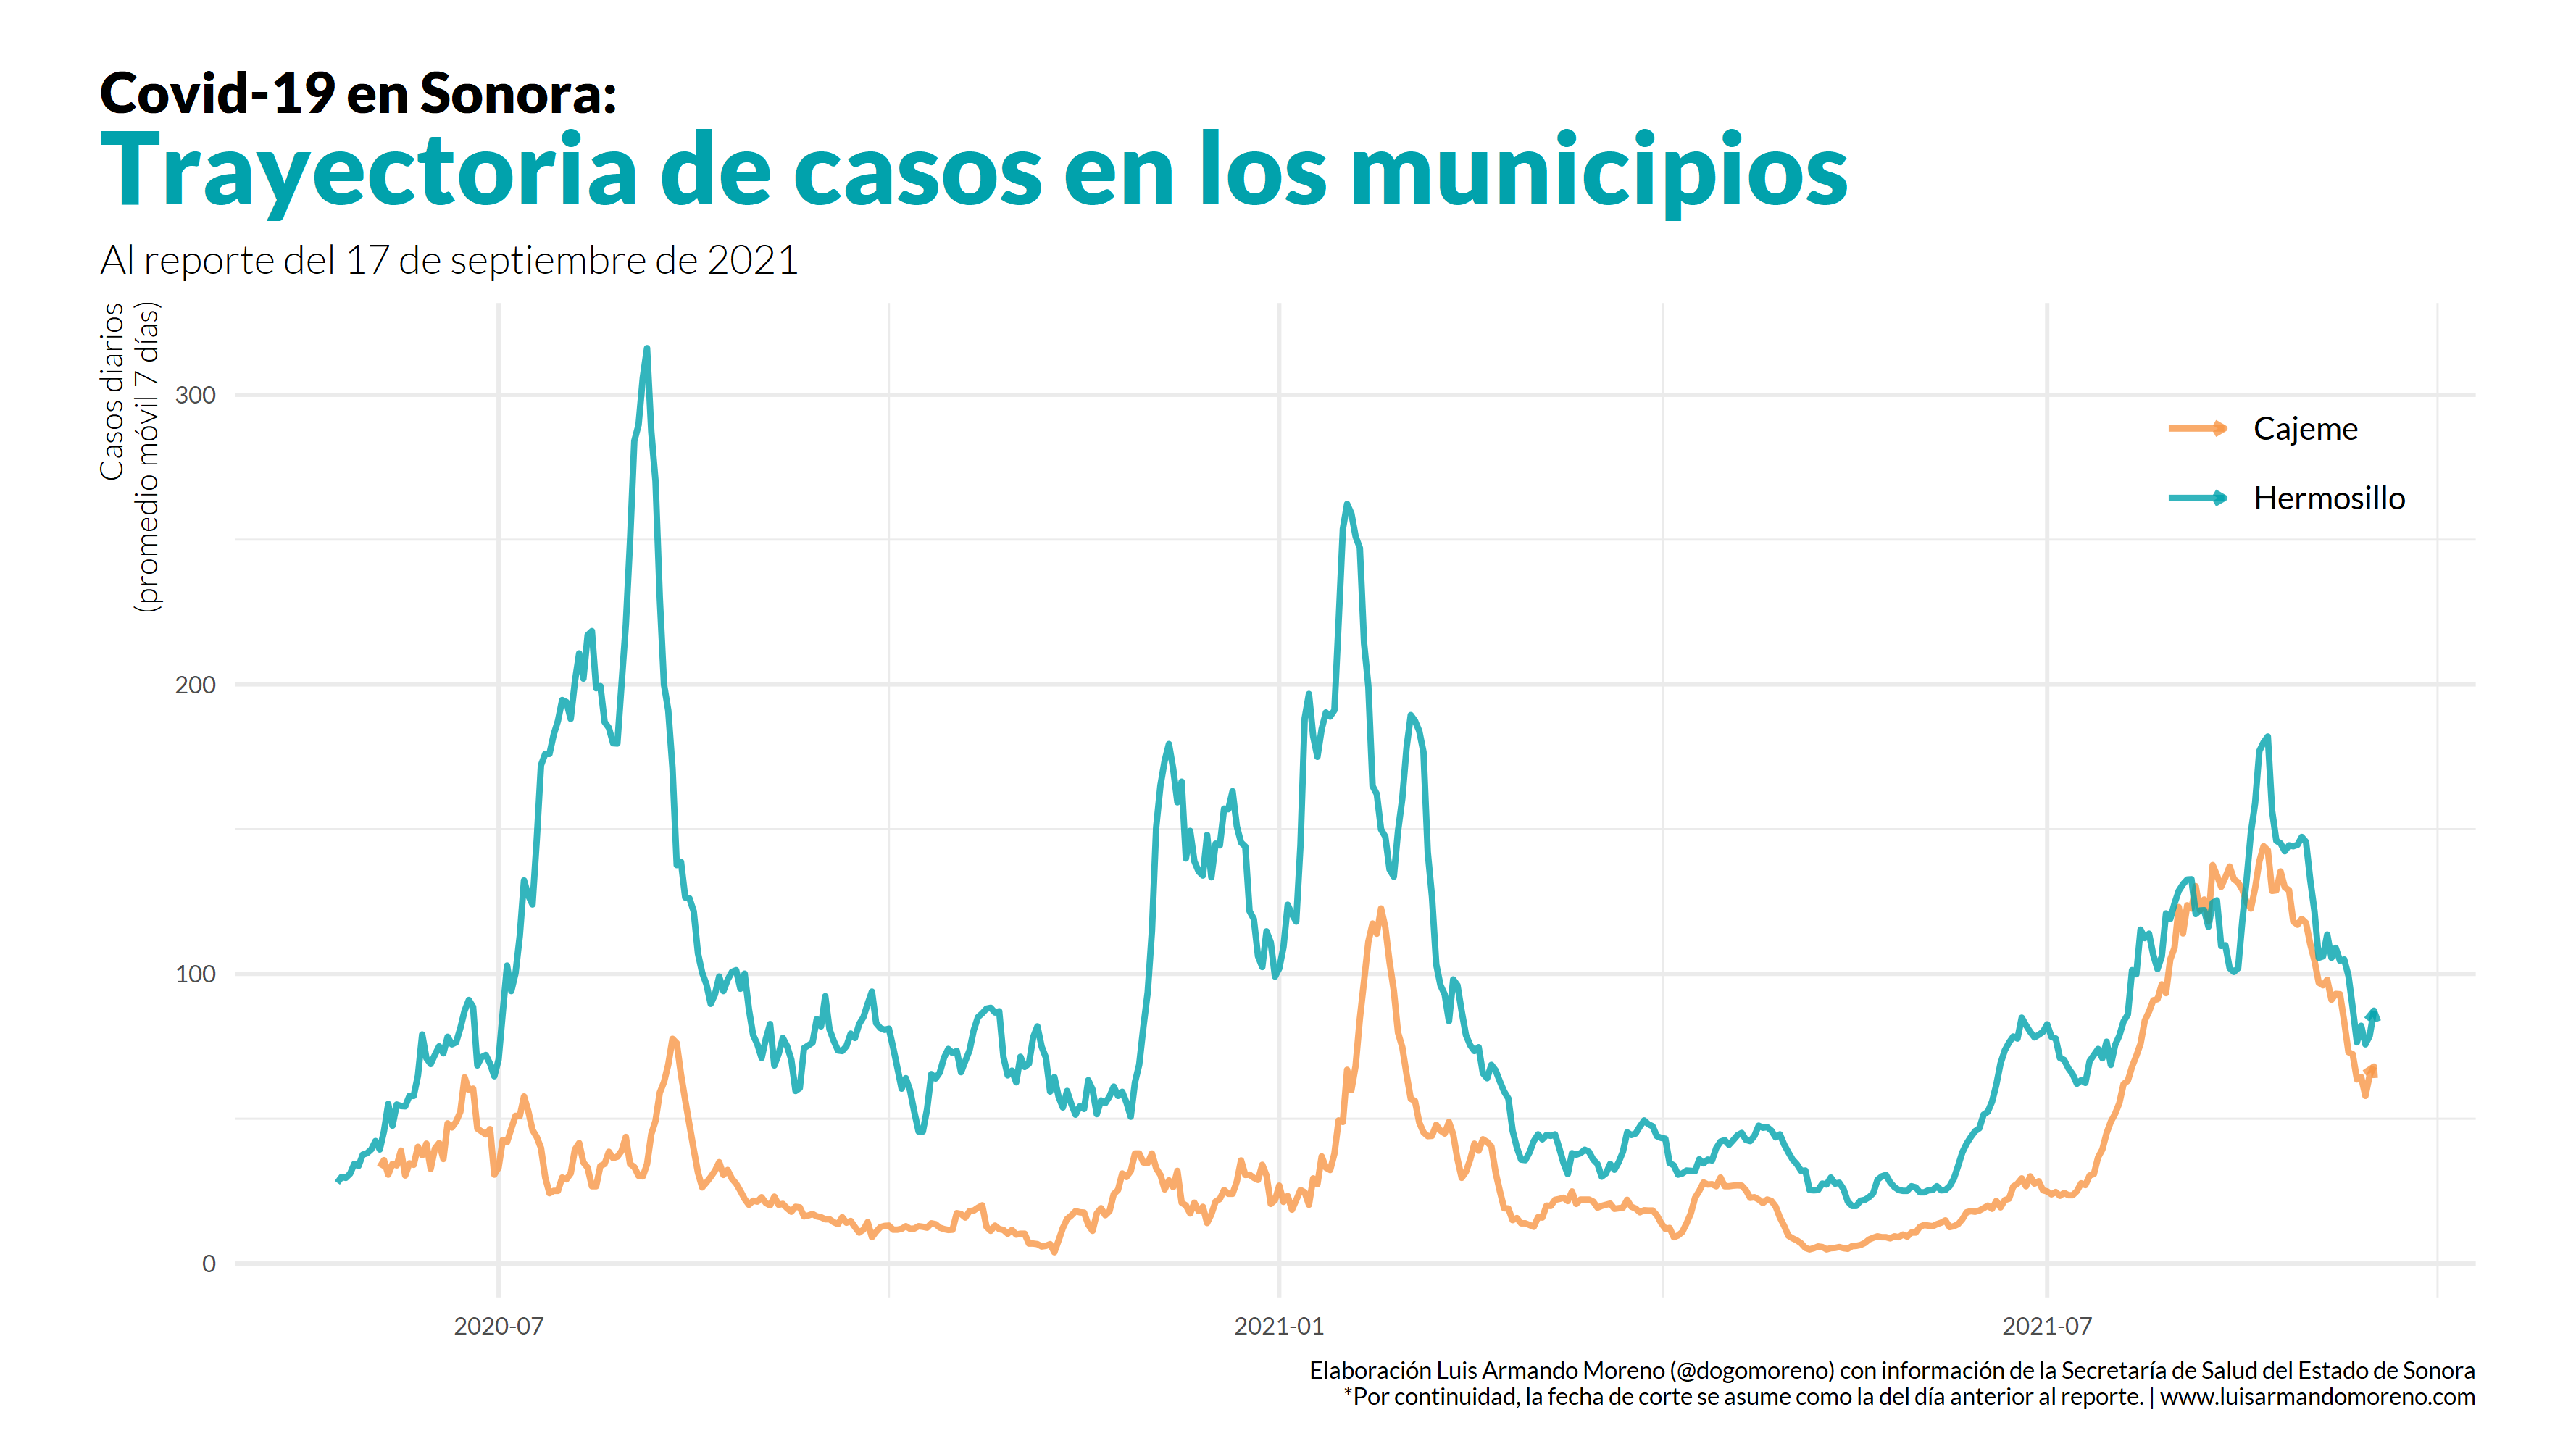 Covid-19 en Sonora:
Trayectoria de casos en los municipios
Al reporte del 17 de septiembre de 2021
Casos diarios
(promedio móvil 7 días)
300
200
100
0
Cajeme
Hermosillo
2020-07
2021-01
2021-07
Elaboración Luis Armando Moreno (@dogomoreno) con información de la Secretaría de Salud del Estado de Sonora
*Por continuidad, la fecha de corte se asume como la del día anterior al reporte. | www.luisarmandomoreno.com